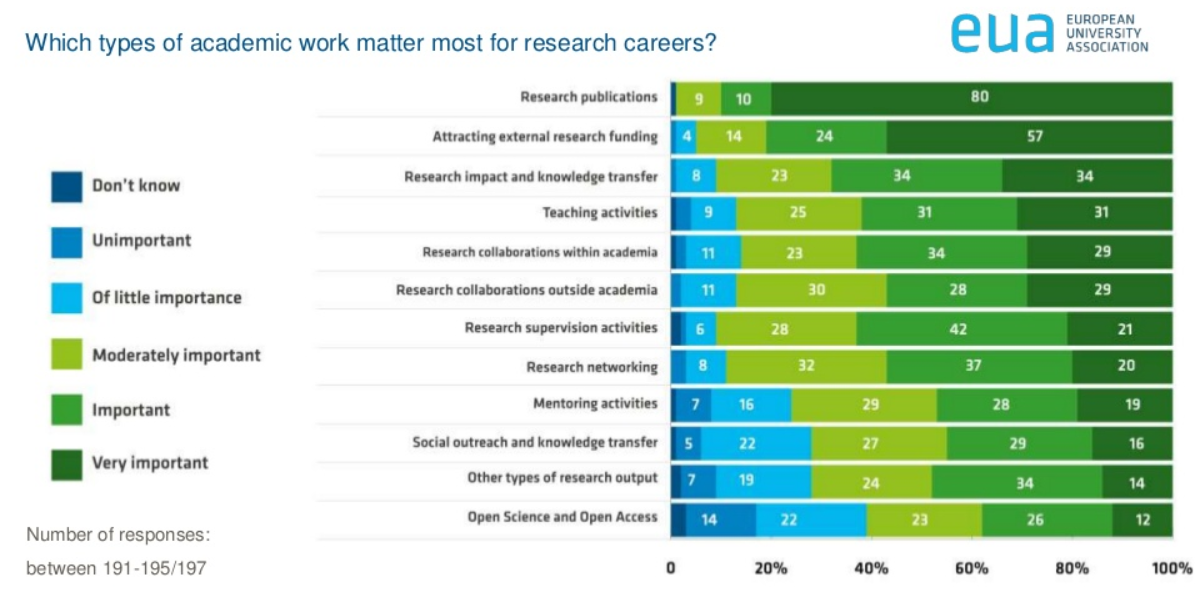 Which types of academic work matter most for research careers?
eua EUROPEAN
UNIVERSITY
ASSOCIATION
Don't know
Unimportant
Of little importance
Moderately important
Important
Very important
Number of responses:
between 191-195/197
Research publications 9 10 80
Attracting external research funding 4 14 24 57
Research impact and knowledge transfer 8 23 34 34
Teaching activities 9 25 31 31
Research collaborations within academia 11 23 34 29
Research collaborations outside academia 11 30 28 29
Research supervision activities 6 28 42 21
Research networking 8 32 37 20
Mentoring activities 7 16 29 28 19
Social outreach and knowledge transfer 5 22 27 29 16
Other types of research output 7 19 24 34 14
Open Science and Open Access 14 22 23 26 12
0 20% 40% 60% 80% 100%